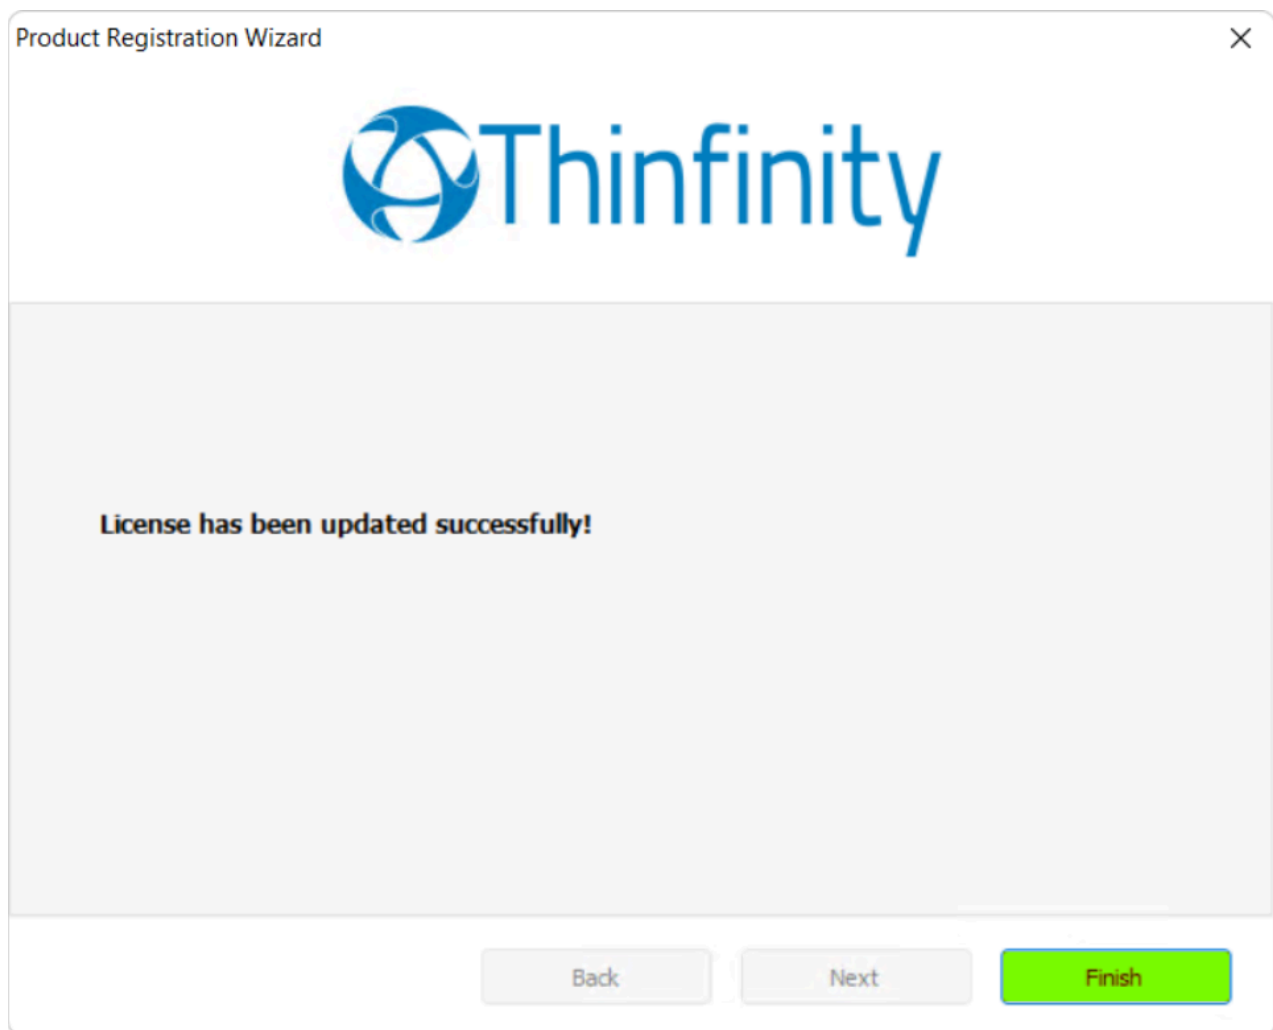 Product Registration Wizard
Thinfinity
License has been updated successfully!
Back
Next
Finish